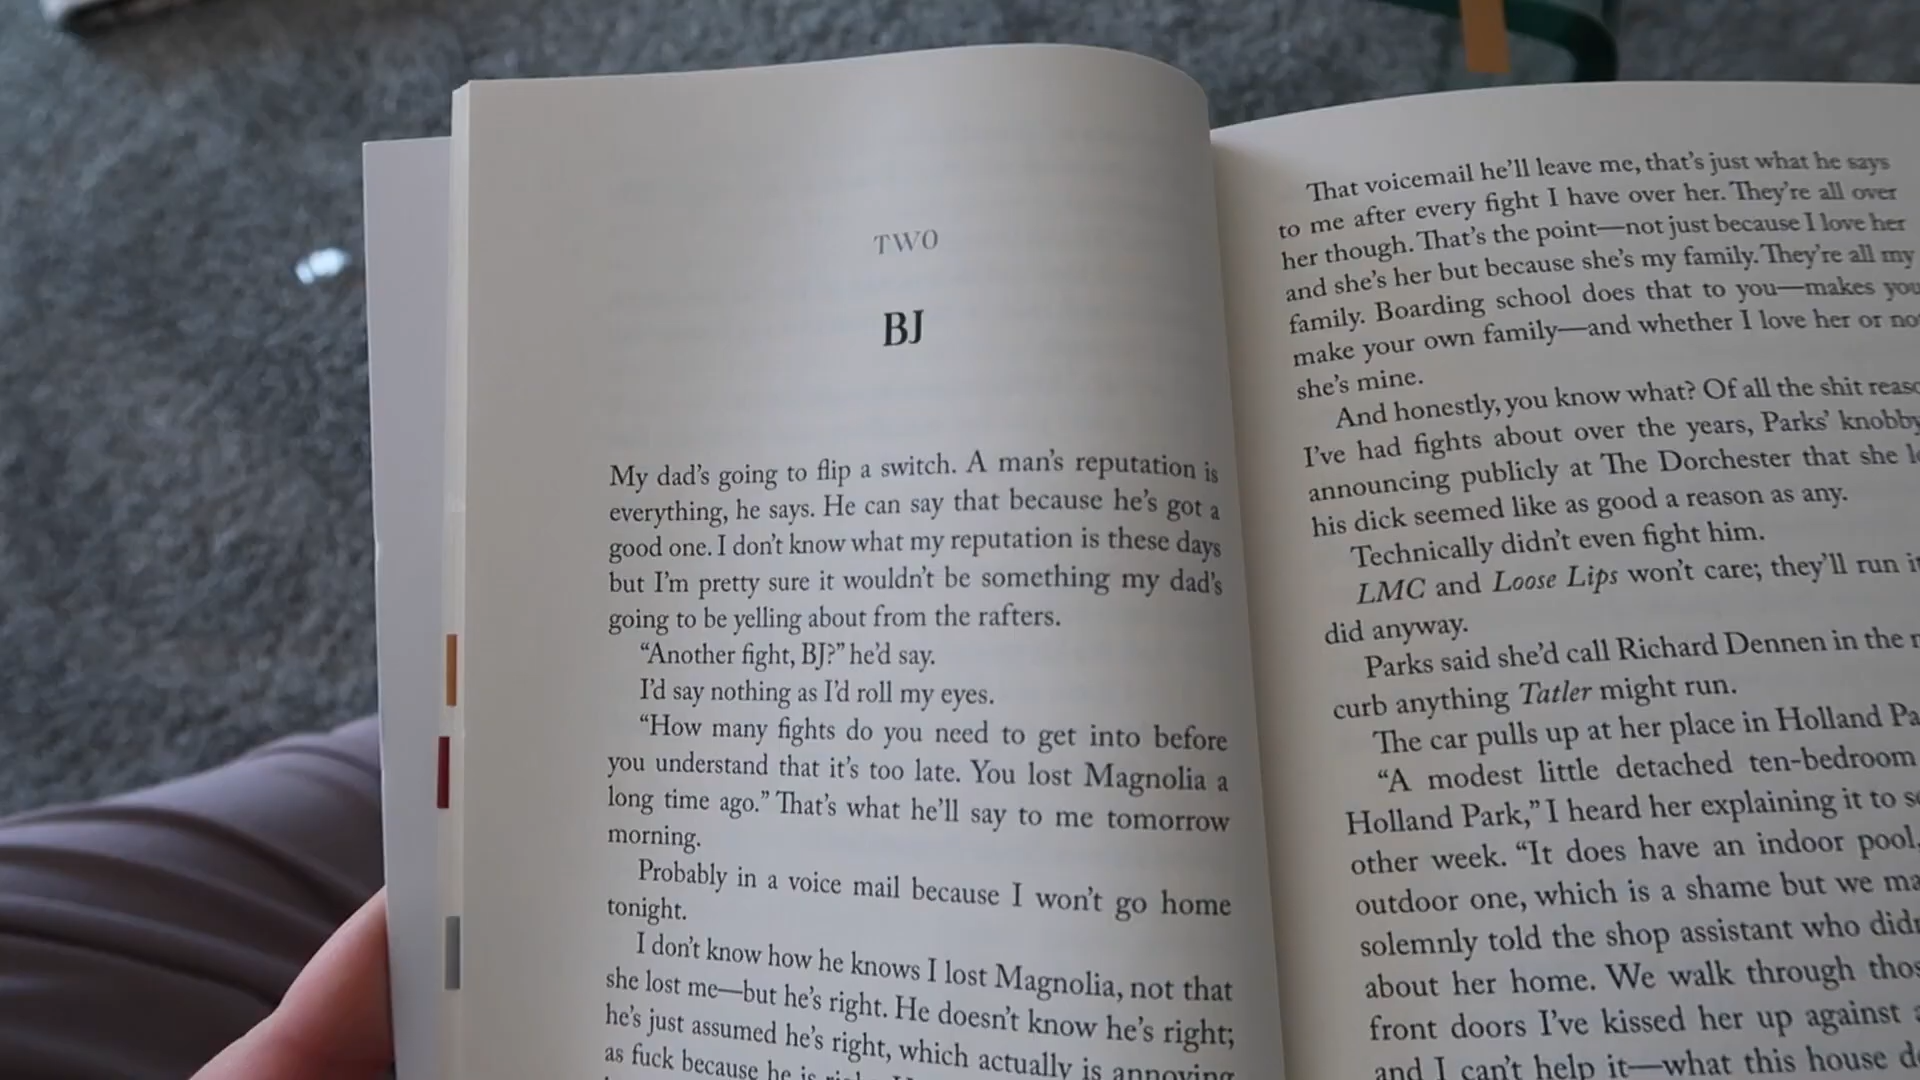 TWO
BJ
My dad's going to flip a switch. A man's reputation is
everything, he says. He can say that because he's got a
good one. I don't know what my reputation is these days
but I'm pretty sure it wouldn't be something my dad's
going to be yelling about from the rafters.
“Another fight, BJ?” he'd say.
I'd say nothing as I'd roll my eyes.
“How many fights do you need to get into before
you understand that it's too late. You lost Magnolia a
long time ago.” That's what he'll say to me tomorrow
morning.
Probably in a voice mail because I won't go home
tonight.
I don't know how he knows I lost Magnolia, not that
she lost me—but he's right. He doesn't know he's right;
he's just assumed he's right, which actually is annoying
as fuck because he is
That voicemail he'll leave me, that's just what he says
to me after every fight I have over her. They're all over
her though. That's the point—not just because I love her
and she's her but because she's my family. They're all my
family. Boarding school does that to you—makes you
make your own family—and whether I love her or
she's mine.
And honestly, you know what? Of all the shit
I've had fights about over the years, Parks' knobby
announcing publicly at The Dorchester that she
his dick seemed like as good a reason as any.
Technically didn't even fight him.
LMC and Loose Lips won't care; they'll run
did anyway.
Parks said she'd call Richard Dennen in the
curb anything Tatler might run.
The car pulls up at her place in Holland
“A modest little detached ten-bedroom
Holland Park,” I heard her explaining it to
other week. “It does have an indoor pool,
outdoor one, which is a shame but we
solemnly told the shop assistant who
about her home. We walk through
front doors I've kissed her up against
and I can't help it—what this house